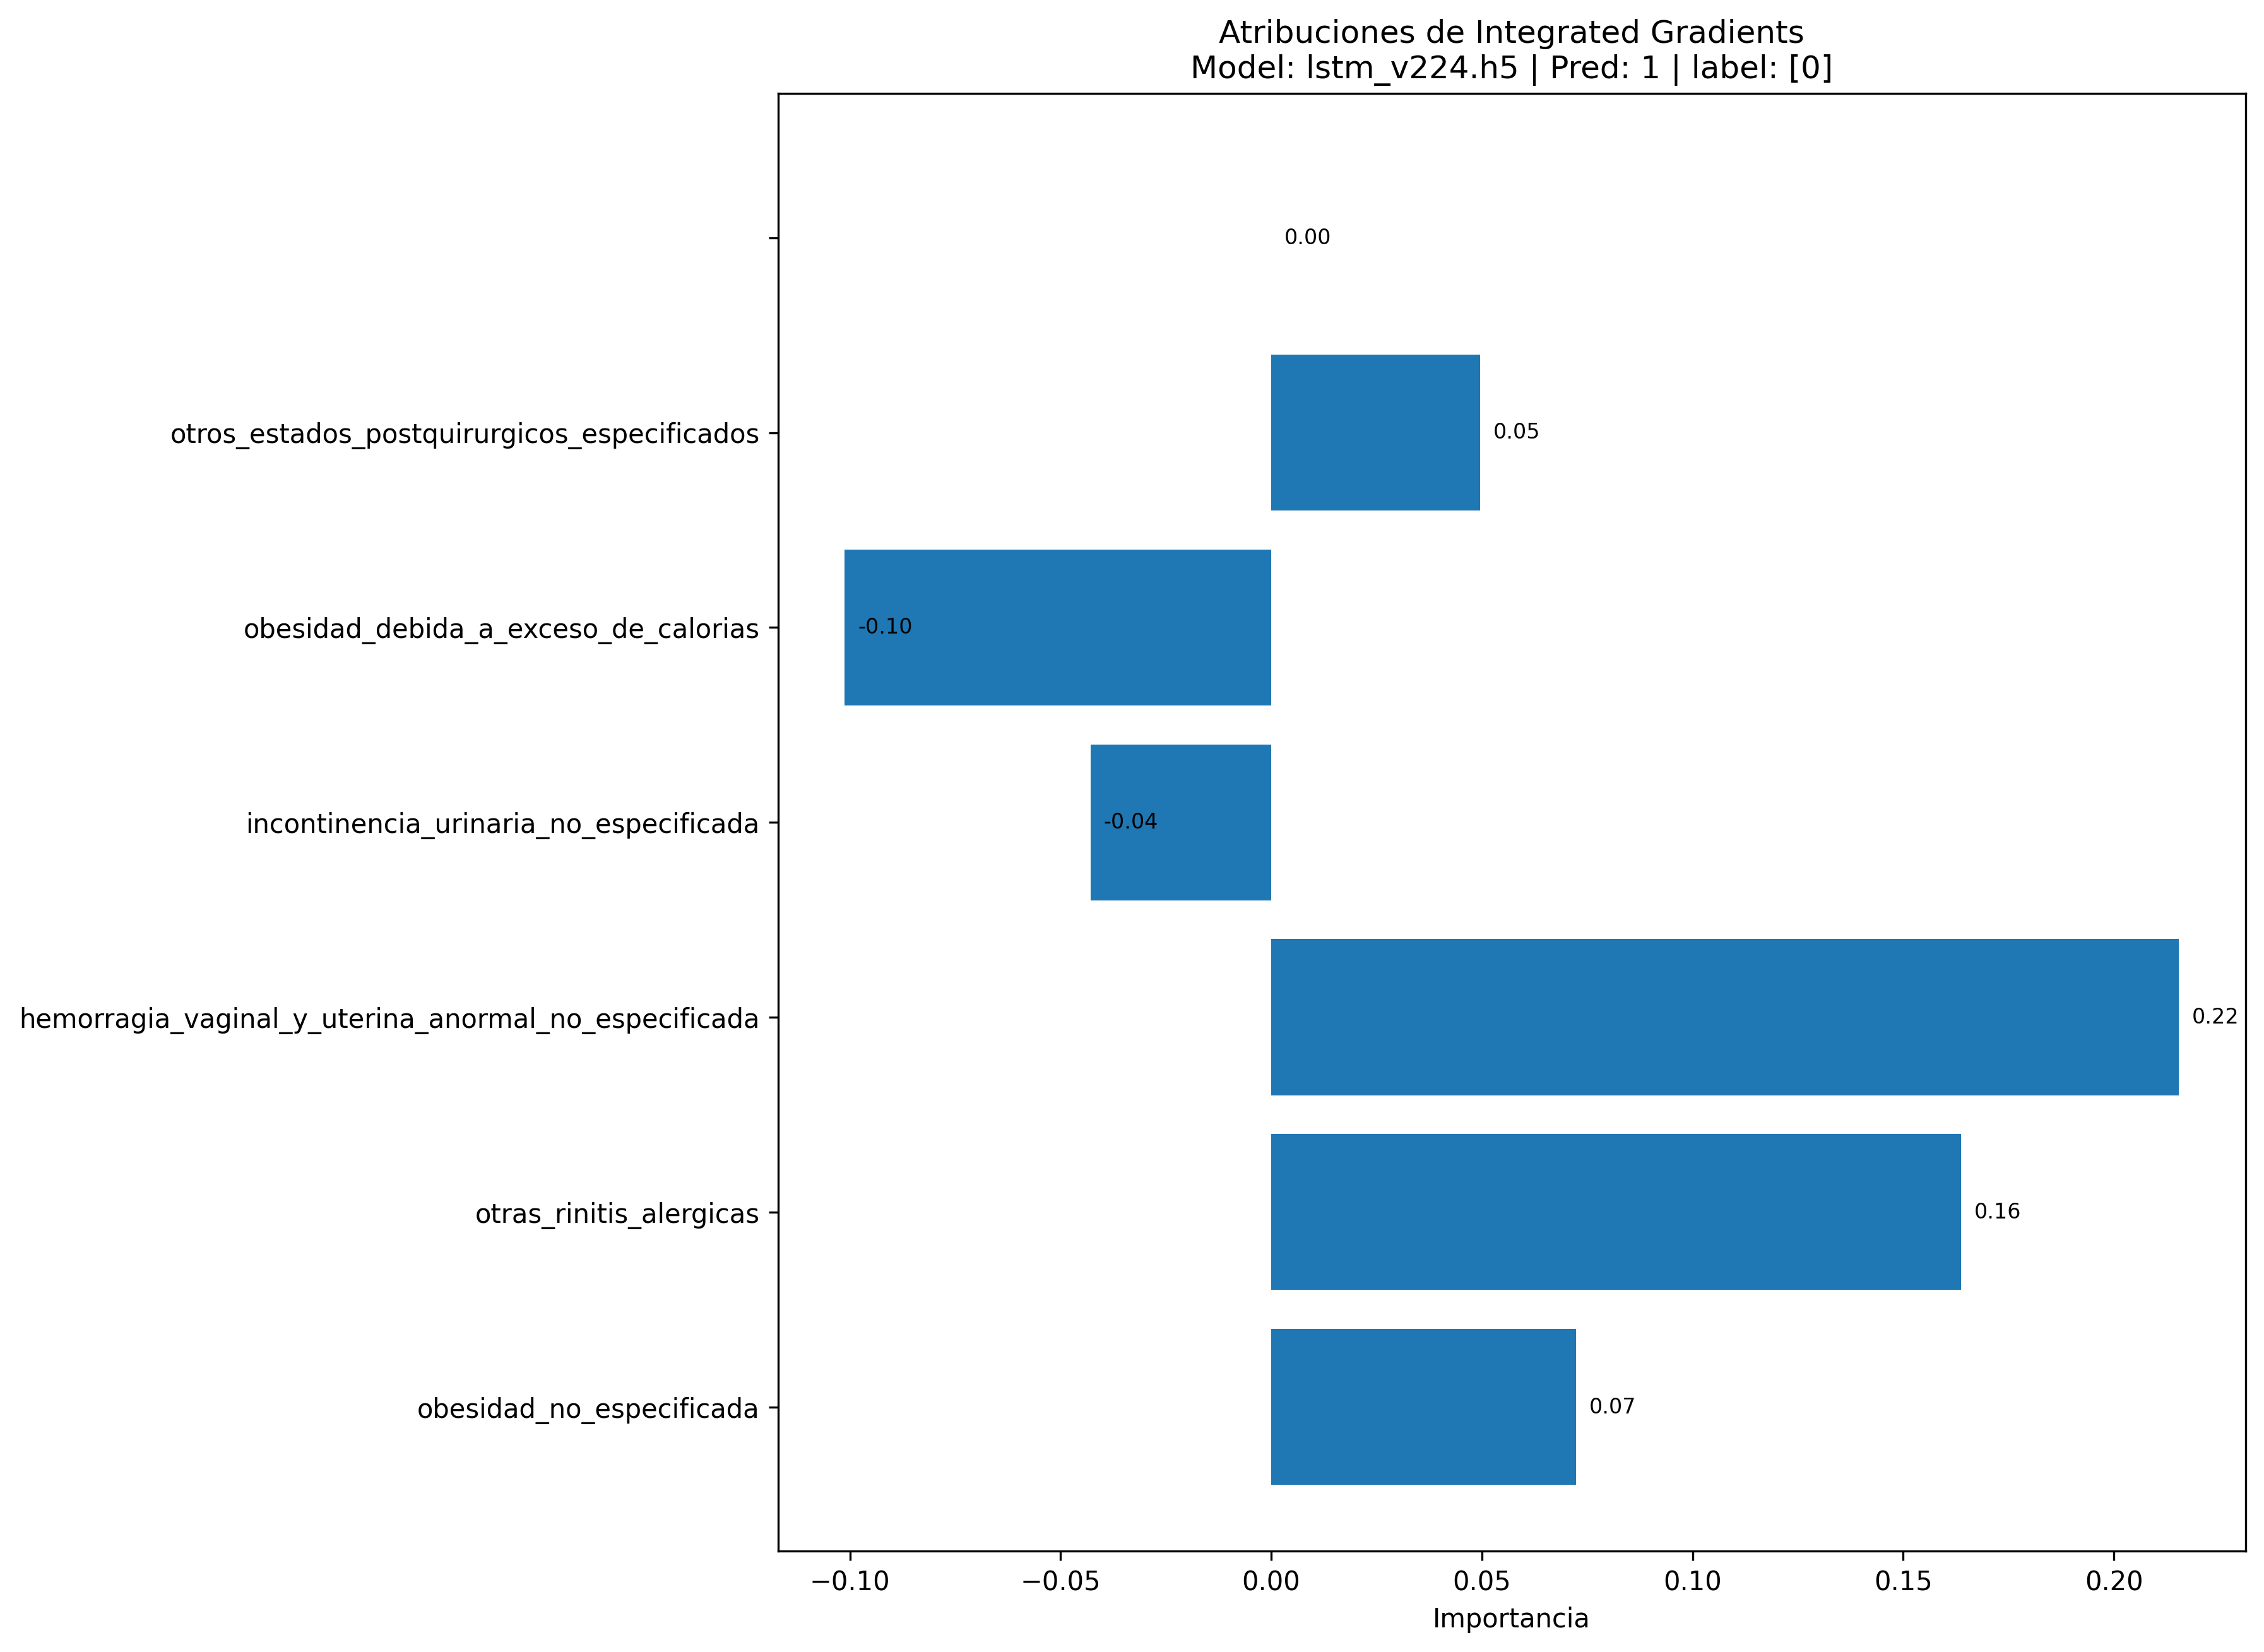 Atribuciones de Integrated Gradients
Model: lstm_v224.h5 | Pred: 1 | label: [0]
0.00
otros_estados_postquirurgicos_especificados
0.05
obesidad_debida_a_exceso_de_calorias
-0.10
incontinencia_urinaria_no_especificada
-0.04
hemorragia_vaginal_y_uterina_anormal_no_especificada
0.22
otras_rinitis_alergicas
0.16
obesidad_no_especificada
0.07
−0.10 −0.05 0.00 0.05 0.10 0.15 0.20
Importancia